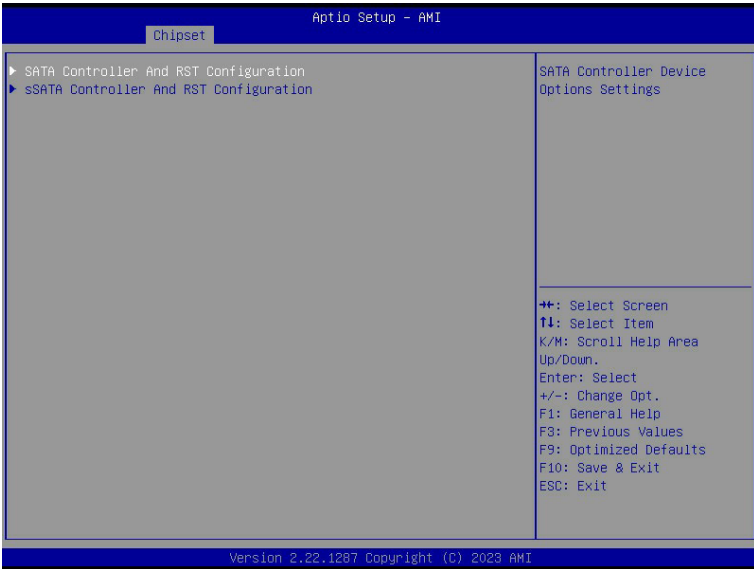 Aptio Setup – AMI
Chipset
▶ SATA Controller And RST Configuration
▶ sSATA Controller And RST Configuration
SATA Controller Device
Options Settings
→←: Select Screen
↑↓: Select Item
K/M: Scroll Help Area
Up/Down.
Enter: Select
+/-: Change Opt.
F1: General Help
F3: Previous Values
F9: Optimized Defaults
F10: Save & Exit
ESC: Exit
Version 2.22.1287 Copyright (C) 2023 AMI